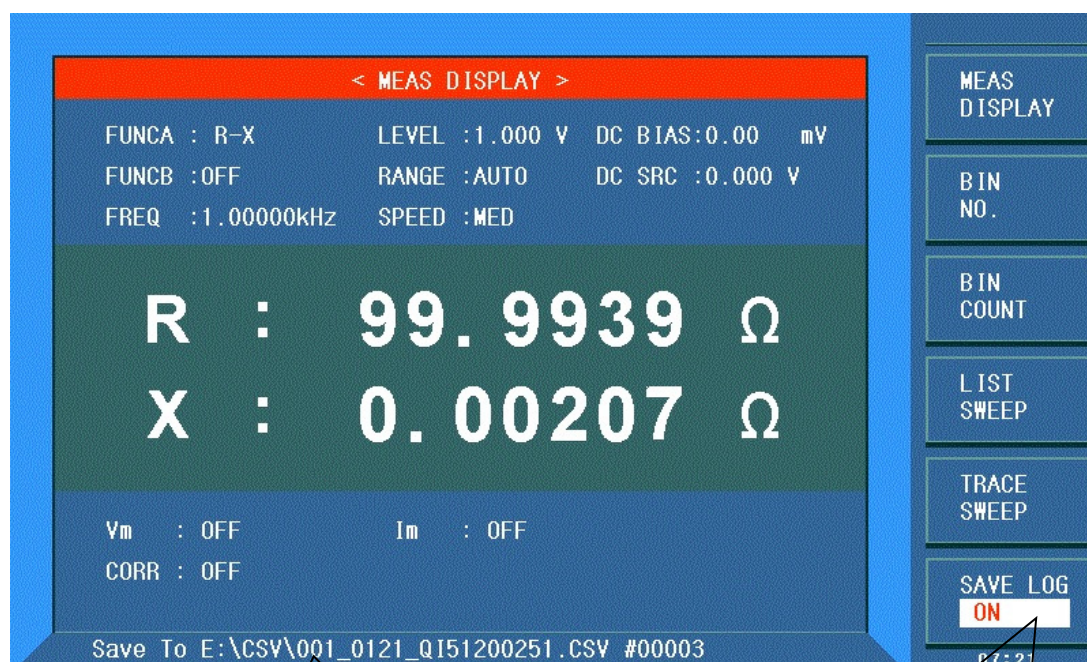 < MEAS DISPLAY >
FUNCA : R-X LEVEL :1.000 V DC BIAS:0.00 mV
FUNCB :OFF RANGE :AUTO DC SRC :0.000 V
FREQ :1.00000kHz SPEED :MED
R : 99.9939 Ω
X : 0.00207 Ω
Vm : OFF Im : OFF
CORR : OFF
Save To E:\CSV\001_0121_QI51200251.CSV #00003
MEAS
DISPLAY
BIN
NO.
BIN
COUNT
LIST
SWEEP
TRACE
SWEEP
SAVE LOG
ON